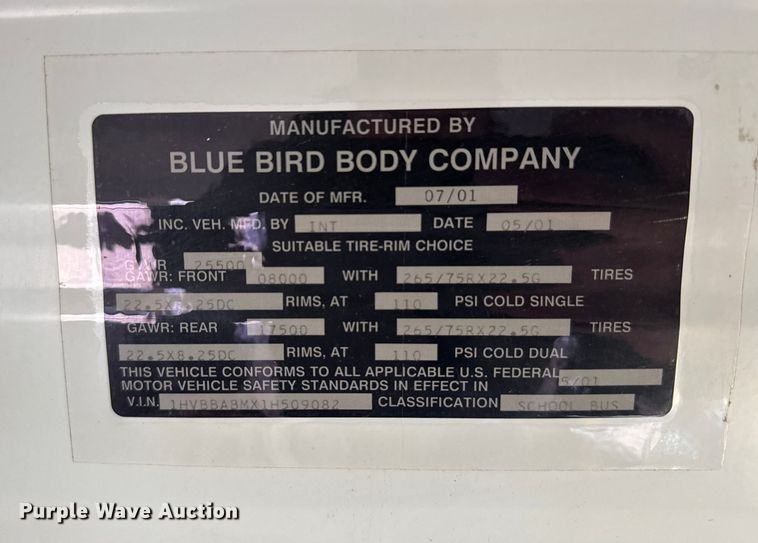 MANUFACTURED BY
BLUE BIRD BODY COMPANY
DATE OF MFR. 07/01
INC. VEH. MFD. BY INT DATE 05/01
SUITABLE TIRE-RIM CHOICE
GVWR 25500
GAWR: FRONT 08000 WITH 265/75RX22.5G TIRES
22.5X8.25DC RIMS, AT 110 PSI COLD SINGLE
GAWR: REAR 17500 WITH 265/75RX22.5G TIRES
22.5X8.25DC RIMS, AT 110 PSI COLD DUAL
THIS VEHICLE CONFORMS TO ALL APPLICABLE U.S. FEDERAL
MOTOR VEHICLE SAFETY STANDARDS IN EFFECT IN 5/01
V.I.N. 1HVBBABMX1H509082 CLASSIFICATION SCHOOL BUS
Purple Wave Auction